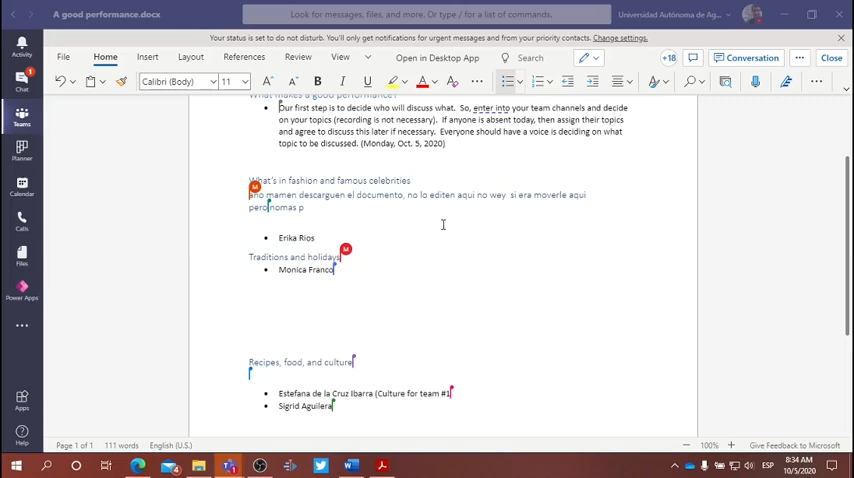 A good performance.docx
Look for messages, files, and more. Or type / for a list of commands.
Universidad Autónoma de Ag...
Your status is set to do not disturb. You'll only get notifications for urgent messages and from your priority contacts. Change settings.
File Home Insert Layout References Review View Open in Desktop App Search +18 Conversation Close
Calibri (Body) 11
What makes a good performance?
Our first step is to decide who will discuss what. So, enter into your team channels and decide
on your topics (recording is not necessary). If anyone is absent today, then assign their topics
and agree to discuss this later if necessary. Everyone should have a voice is deciding on what
topic to be discussed. (Monday, Oct. 5, 2020)
What's in fashion and famous celebrities
M
ano mamen descarguen el documento, no lo editen aqui no wey si era moverle aqui
pero nomas p
Erika Rios
M
Traditions and holidays
Monica Franco
Recipes, food, and culture
Estefana de la Cruz Ibarra (Culture for team #1
Sigrid Aguilera
Activity
1
Chat
Teams
Planner
Calendar
Calls
Files
Power Apps
Apps
Help
Page 1 of 1 111 words English (U.S.) 100% Give Feedback to Microsoft
ESP
8:34 AM
10/5/2020